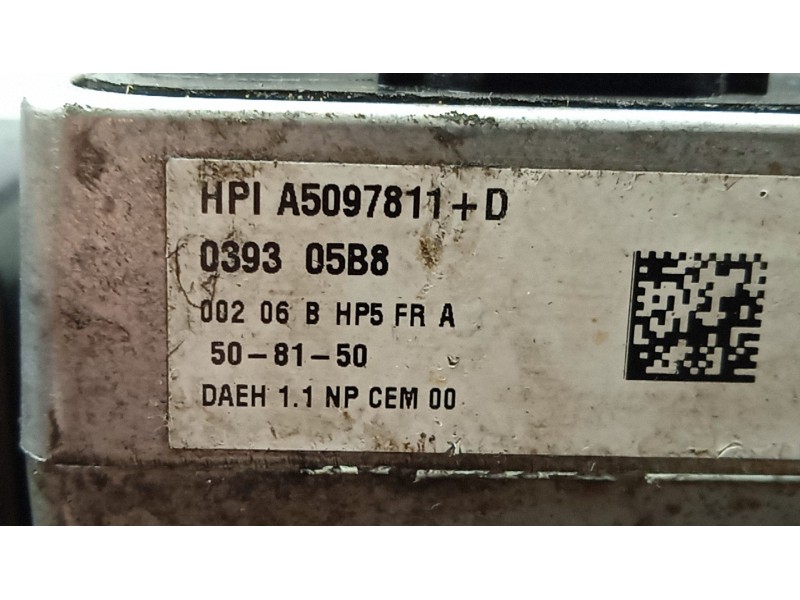 HPI A5097811+D
0393 05B8
002 06 B HP5 FR A
50-81-50
DAEH 1.1 NP CEM 00